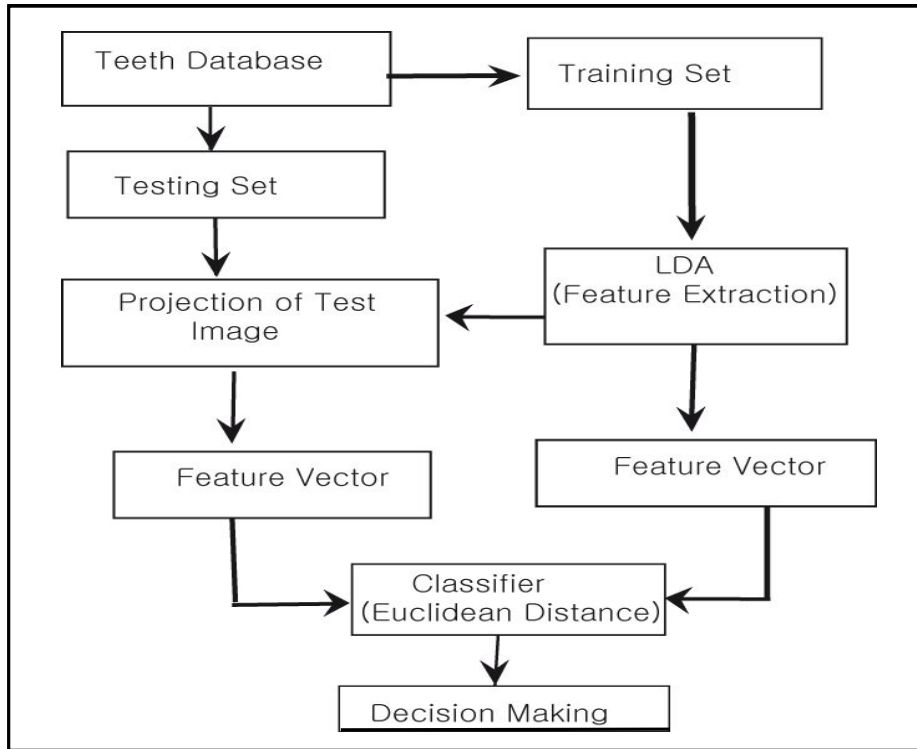 Teeth Database
Training Set
Testing Set
LDA
(Feature Extraction)
Projection of Test
Image
Feature Vector
Feature Vector
Classifier
(Euclidean Distance)
Decision Making